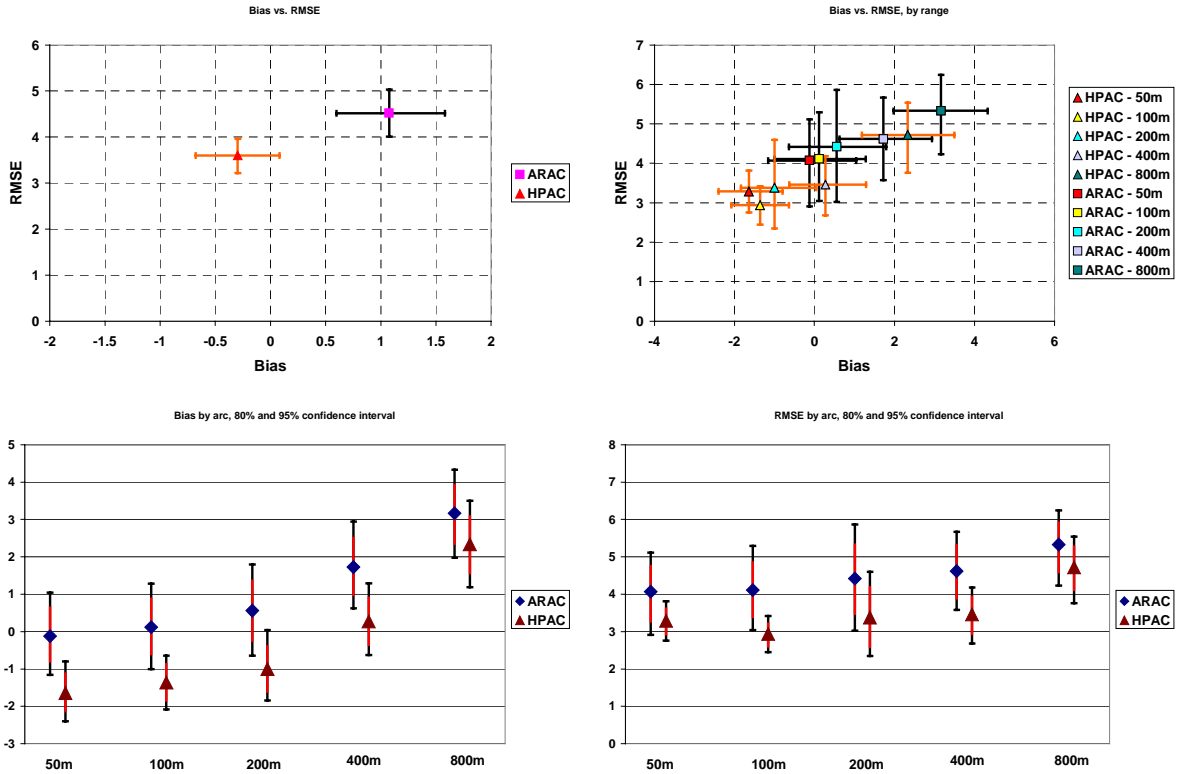 Bias vs. RMSE
6
5
4
3
2
1
0
RMSE
-2
-1.5
-1
-0.5
0
0.5
1
1.5
2
Bias
ARAC
HPAC
Bias vs. RMSE, by range
7
6
5
4
3
2
1
0
RMSE
-4
-2
0
2
4
6
Bias
HPAC - 50m
HPAC - 100m
HPAC - 200m
HPAC - 400m
HPAC - 800m
ARAC - 50m
ARAC - 100m
ARAC - 200m
ARAC - 400m
ARAC - 800m
Bias by arc, 80% and 95% confidence interval
5
4
3
2
1
0
-1
-2
-3
50m
100m
200m
400m
800m
ARAC
HPAC
RMSE by arc, 80% and 95% confidence interval
8
7
6
5
4
3
2
1
0
50m
100m
200m
400m
800m
ARAC
HPAC